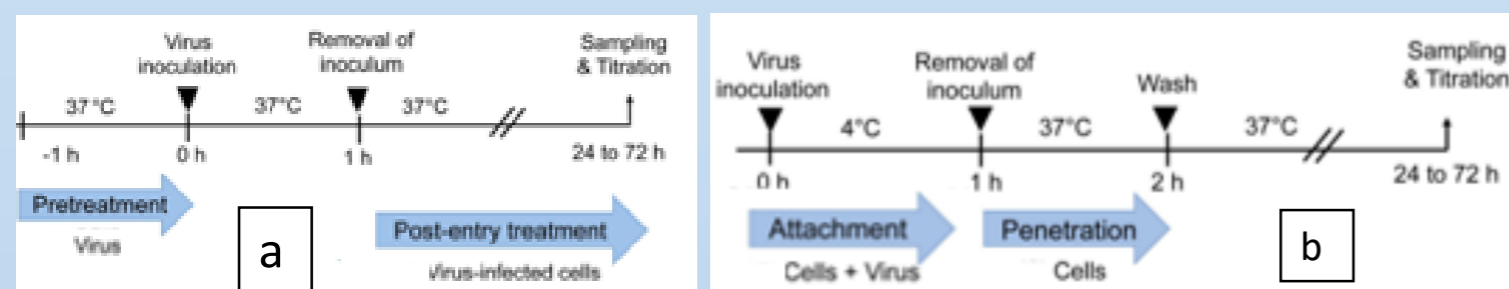 Virus
inoculation
Removal of
inoculum
Sampling
& Titration
37°C
37°C
37°C
-1 h
0 h
1 h
24 to 72 h
Pretreatment
Virus
a
Post-entry treatment
Virus-infected cells
Virus
inoculation
Removal of
inoculum
Wash
Sampling
& Titration
4°C
37°C
37°C
0 h
1 h
2 h
24 to 72 h
Attachment
Cells + Virus
Penetration
Cells
b